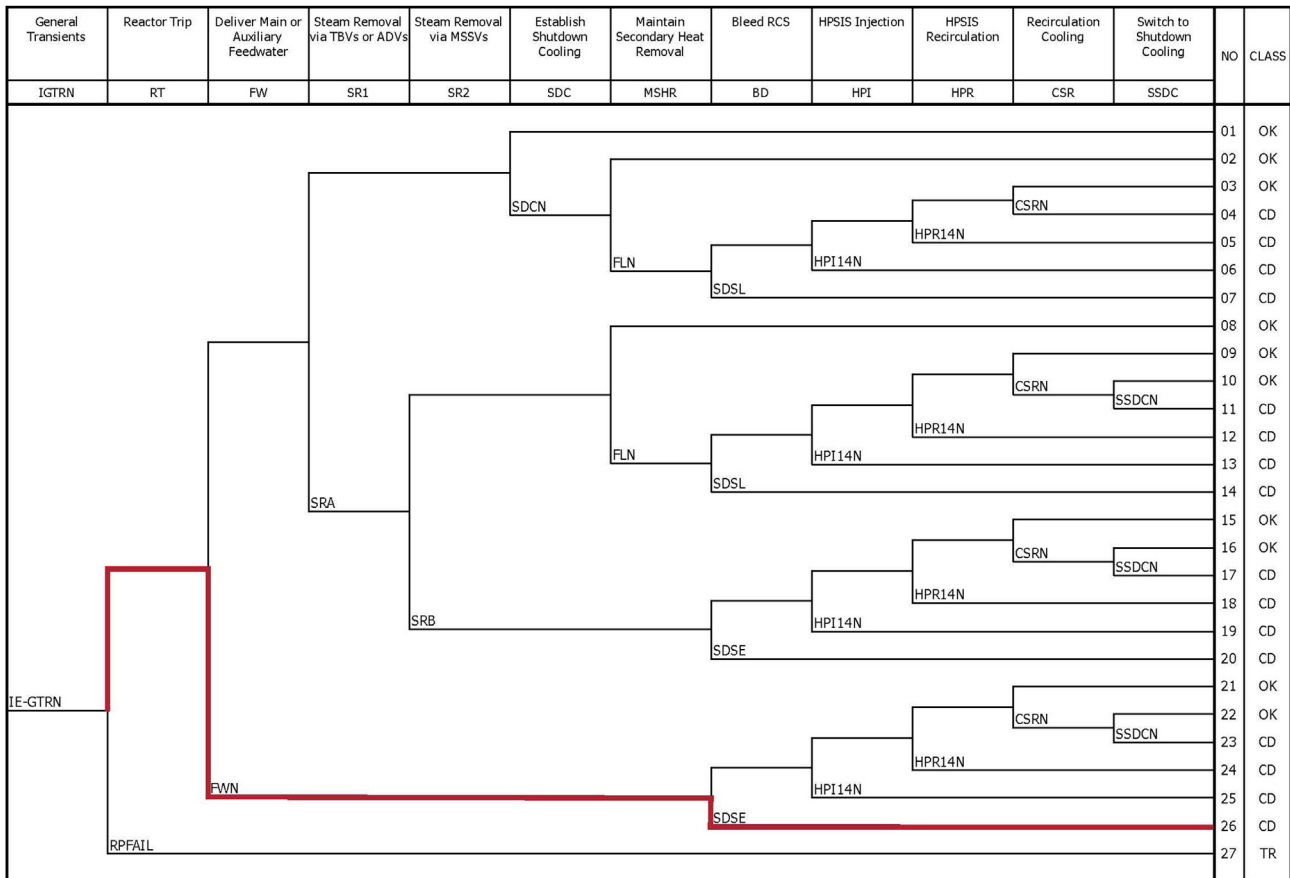 General Transients
Reactor Trip
Deliver Main or Auxiliary Feedwater
Steam Removal via TBVs or ADVs
Steam Removal via MSSVs
Establish Shutdown Cooling
Maintain Secondary Heat Removal
Bleed RCS
HPSIS Injection
HPSIS Recirculation
Recirculation Cooling
Switch to Shutdown Cooling
NO
CLASS
IGTRN
RT
FW
SR1
SR2
SDC
MSHR
BD
HPI
HPR
CSR
SSDC
01 OK
02 OK
03 OK
CSRN
SDCN
04 CD
HPR14N
05 CD
FLN
HPI14N
06 CD
SDSL
07 CD
08 OK
09 OK
10 OK
CSRN
SSDCN
11 CD
HPR14N
12 CD
FLN
HPI14N
13 CD
SDSL
14 CD
SRA
15 OK
16 OK
CSRN
SSDCN
17 CD
HPR14N
18 CD
SRB
HPI14N
19 CD
SDSE
20 CD
21 OK
IE-GTRN
22 OK
CSRN
SSDCN
23 CD
HPR14N
24 CD
FWN
HPI14N
25 CD
SDSE
26 CD
RPFAIL
27 TR